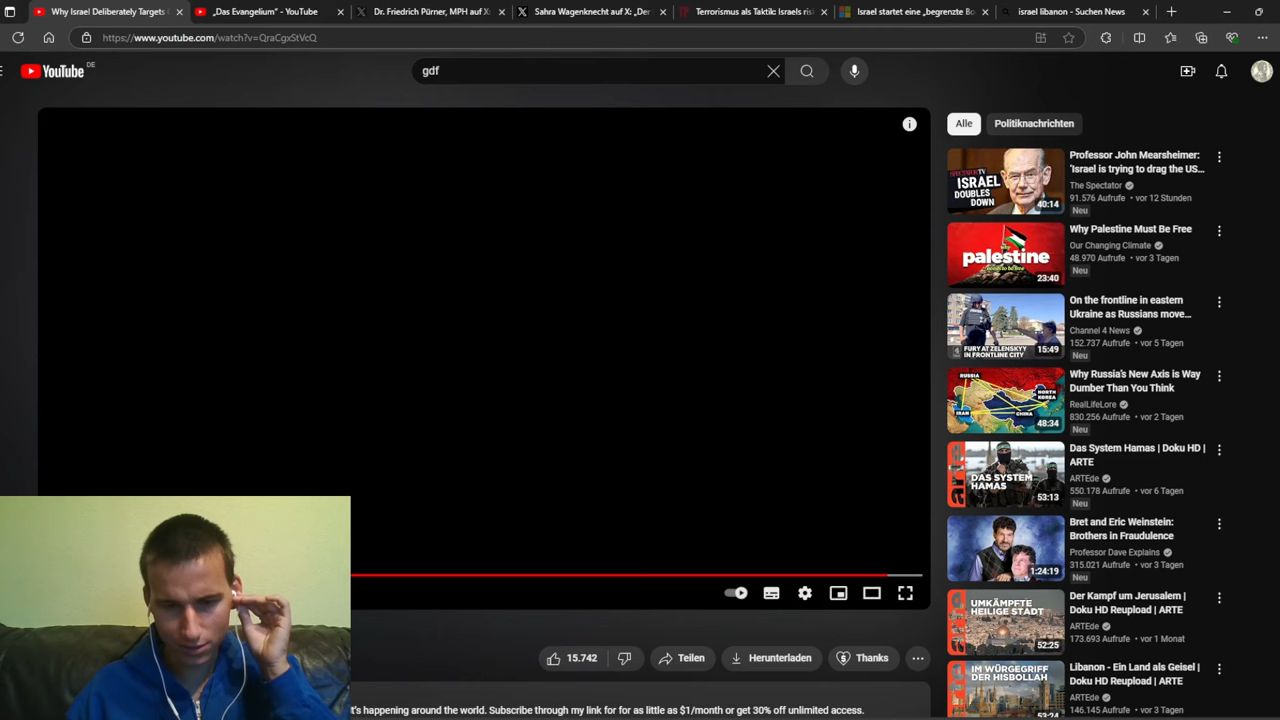 Why Israel Deliberately Targets
„Das Evangelium" - YouTube
Dr. Friedrich Pürner, MPH auf X:
Sahra Wagenknecht auf X: „Der
Terrorismus als Taktik: Israels
Israel startet eine „begrenzte
israel libanon - Suchen News
https://www.youtube.com/watch?v=QraCgxStVcQ
YouTube DE
gdf
Alle
Politiknachrichten
ISRAEL
DOUBLES
DOWN
40:14
Professor John Mearsheimer:
'Israel is trying to drag the US...
The Spectator
91.576 Aufrufe • vor 12 Stunden
Neu
palestine
23:40
Why Palestine Must Be Free
Our Changing Climate
48.970 Aufrufe • vor 3 Tagen
Neu
FURY AT ZELENSKYY
IN FRONTLINE CITY
15:49
On the frontline in eastern
Ukraine as Russians move...
Channel 4 News
152.737 Aufrufe • vor 5 Tagen
Neu
RUSSIA
NORTH
KOREA
IRAN
CHINA
48:34
Why Russia's New Axis is Way
Dumber Than You Think
RealLifeLore
830.256 Aufrufe • vor 2 Tagen
Neu
arte
DAS SYSTEM
HAMAS
53:13
Das System Hamas | Doku HD |
ARTE
ARTEde
550.178 Aufrufe • vor 6 Tagen
Neu
1:24:19
Bret and Eric Weinstein:
Brothers in Fraudulence
Professor Dave Explains
315.021 Aufrufe • vor 3 Tagen
Neu
arte
UMKÄMPFTE
HEILIGE STADT
52:25
Der Kampf um Jerusalem |
Doku HD Reupload | ARTE
ARTEde
173.693 Aufrufe • vor 1 Monat
arte
IM WÜRGEGRIFF
DER HISBOLLAH
53:24
Libanon - Ein Land als Geisel |
Doku HD Reupload | ARTE
ARTEde
146.145 Aufrufe • vor 3 Tagen
15.742
Teilen
Herunterladen
Thanks
t's happening around the world. Subscribe through my link for for as little as $1/month or get 30% off unlimited access.